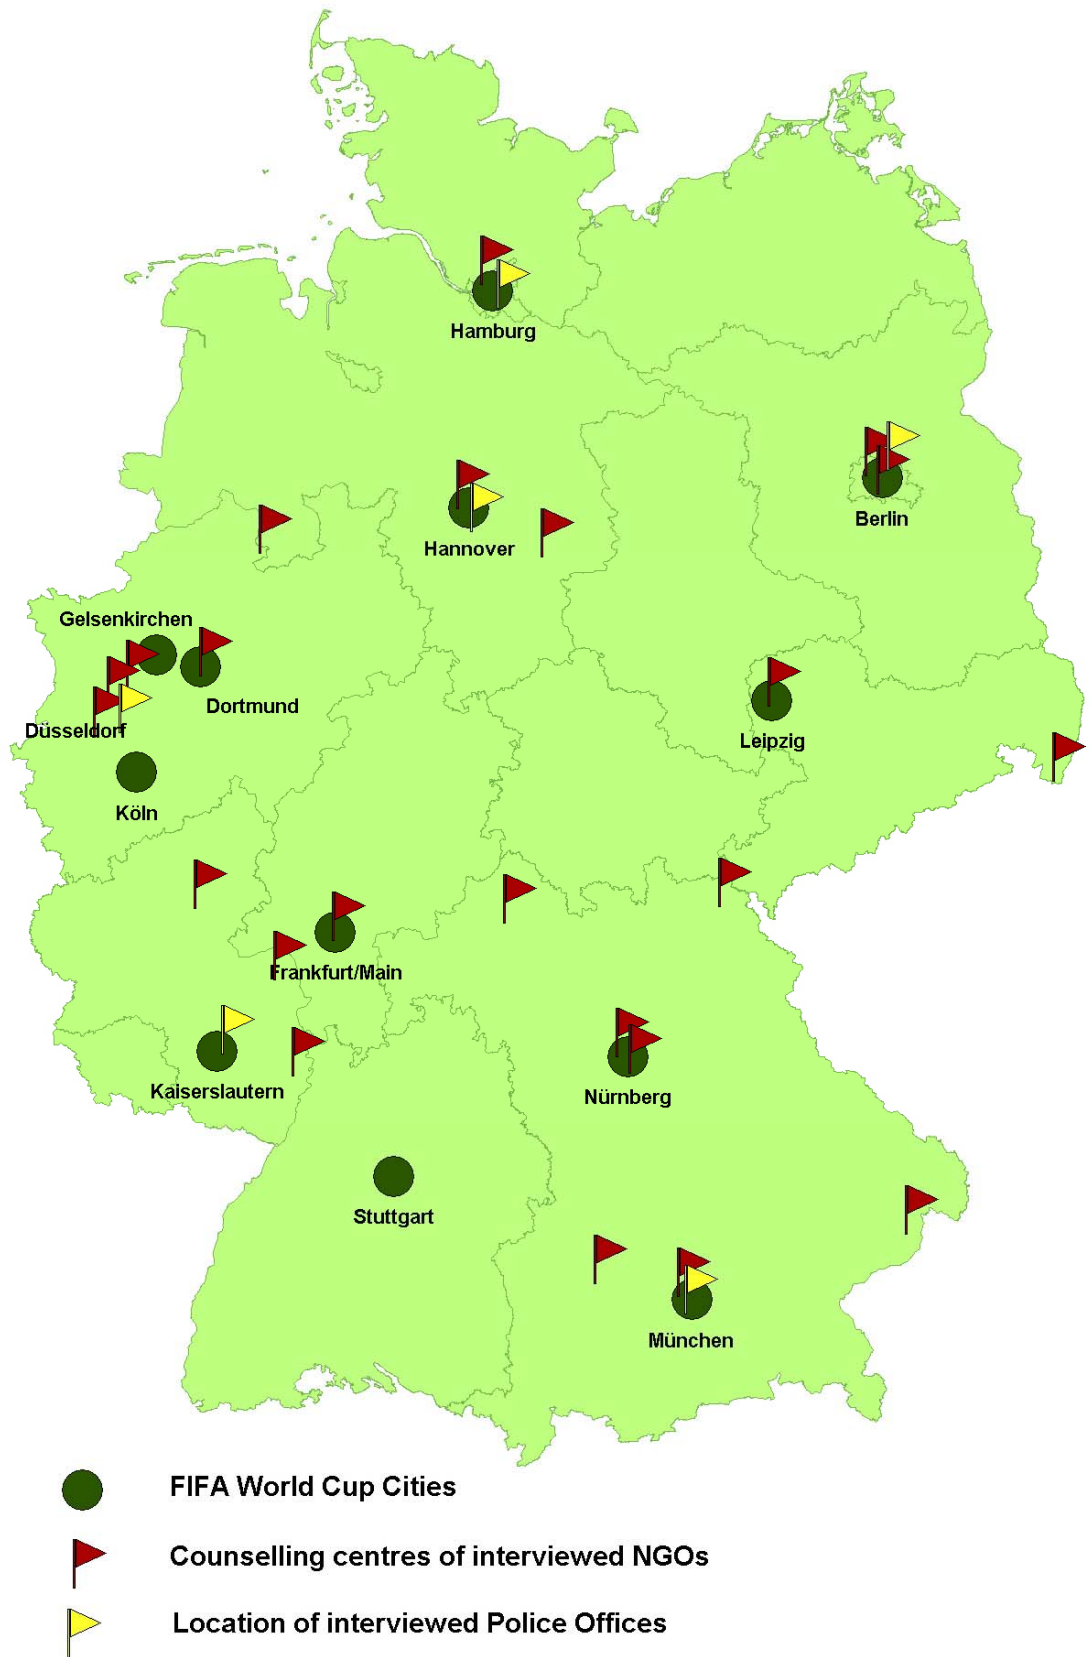 Hamburg
Berlin
Hannover
Gelsenkirchen
Dortmund
Düsseldorf
Leipzig
Köln
Frankfurt/Main
Kaiserslautern
Nürnberg
Stuttgart
München
FIFA World Cup Cities
Counselling centres of interviewed NGOs
Location of interviewed Police Offices